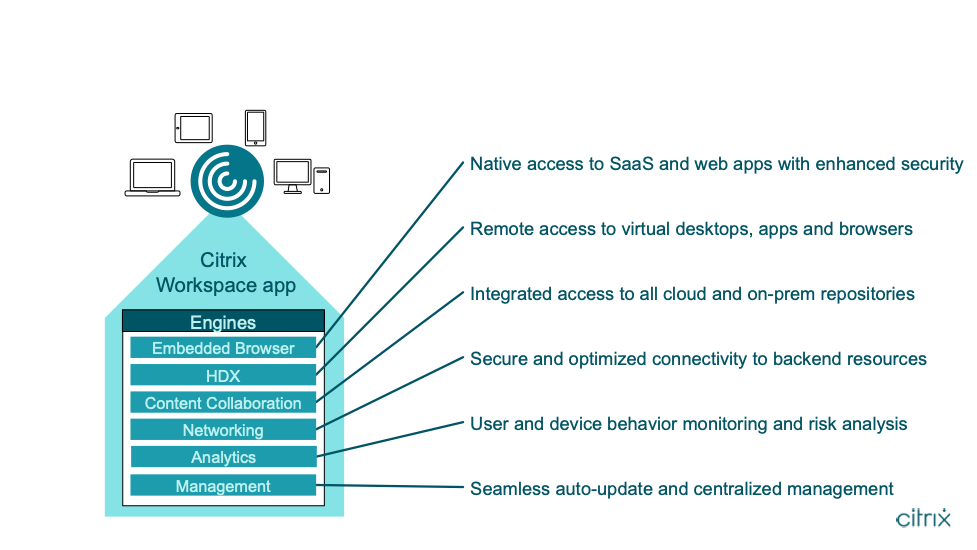 Citrix
Workspace app
Engines
Embedded Browser
HDX
Content Collaboration
Networking
Analytics
Management
Native access to SaaS and web apps with enhanced security
Remote access to virtual desktops, apps and browsers
Integrated access to all cloud and on-prem repositories
Secure and optimized connectivity to backend resources
User and device behavior monitoring and risk analysis
Seamless auto-update and centralized management
citrix